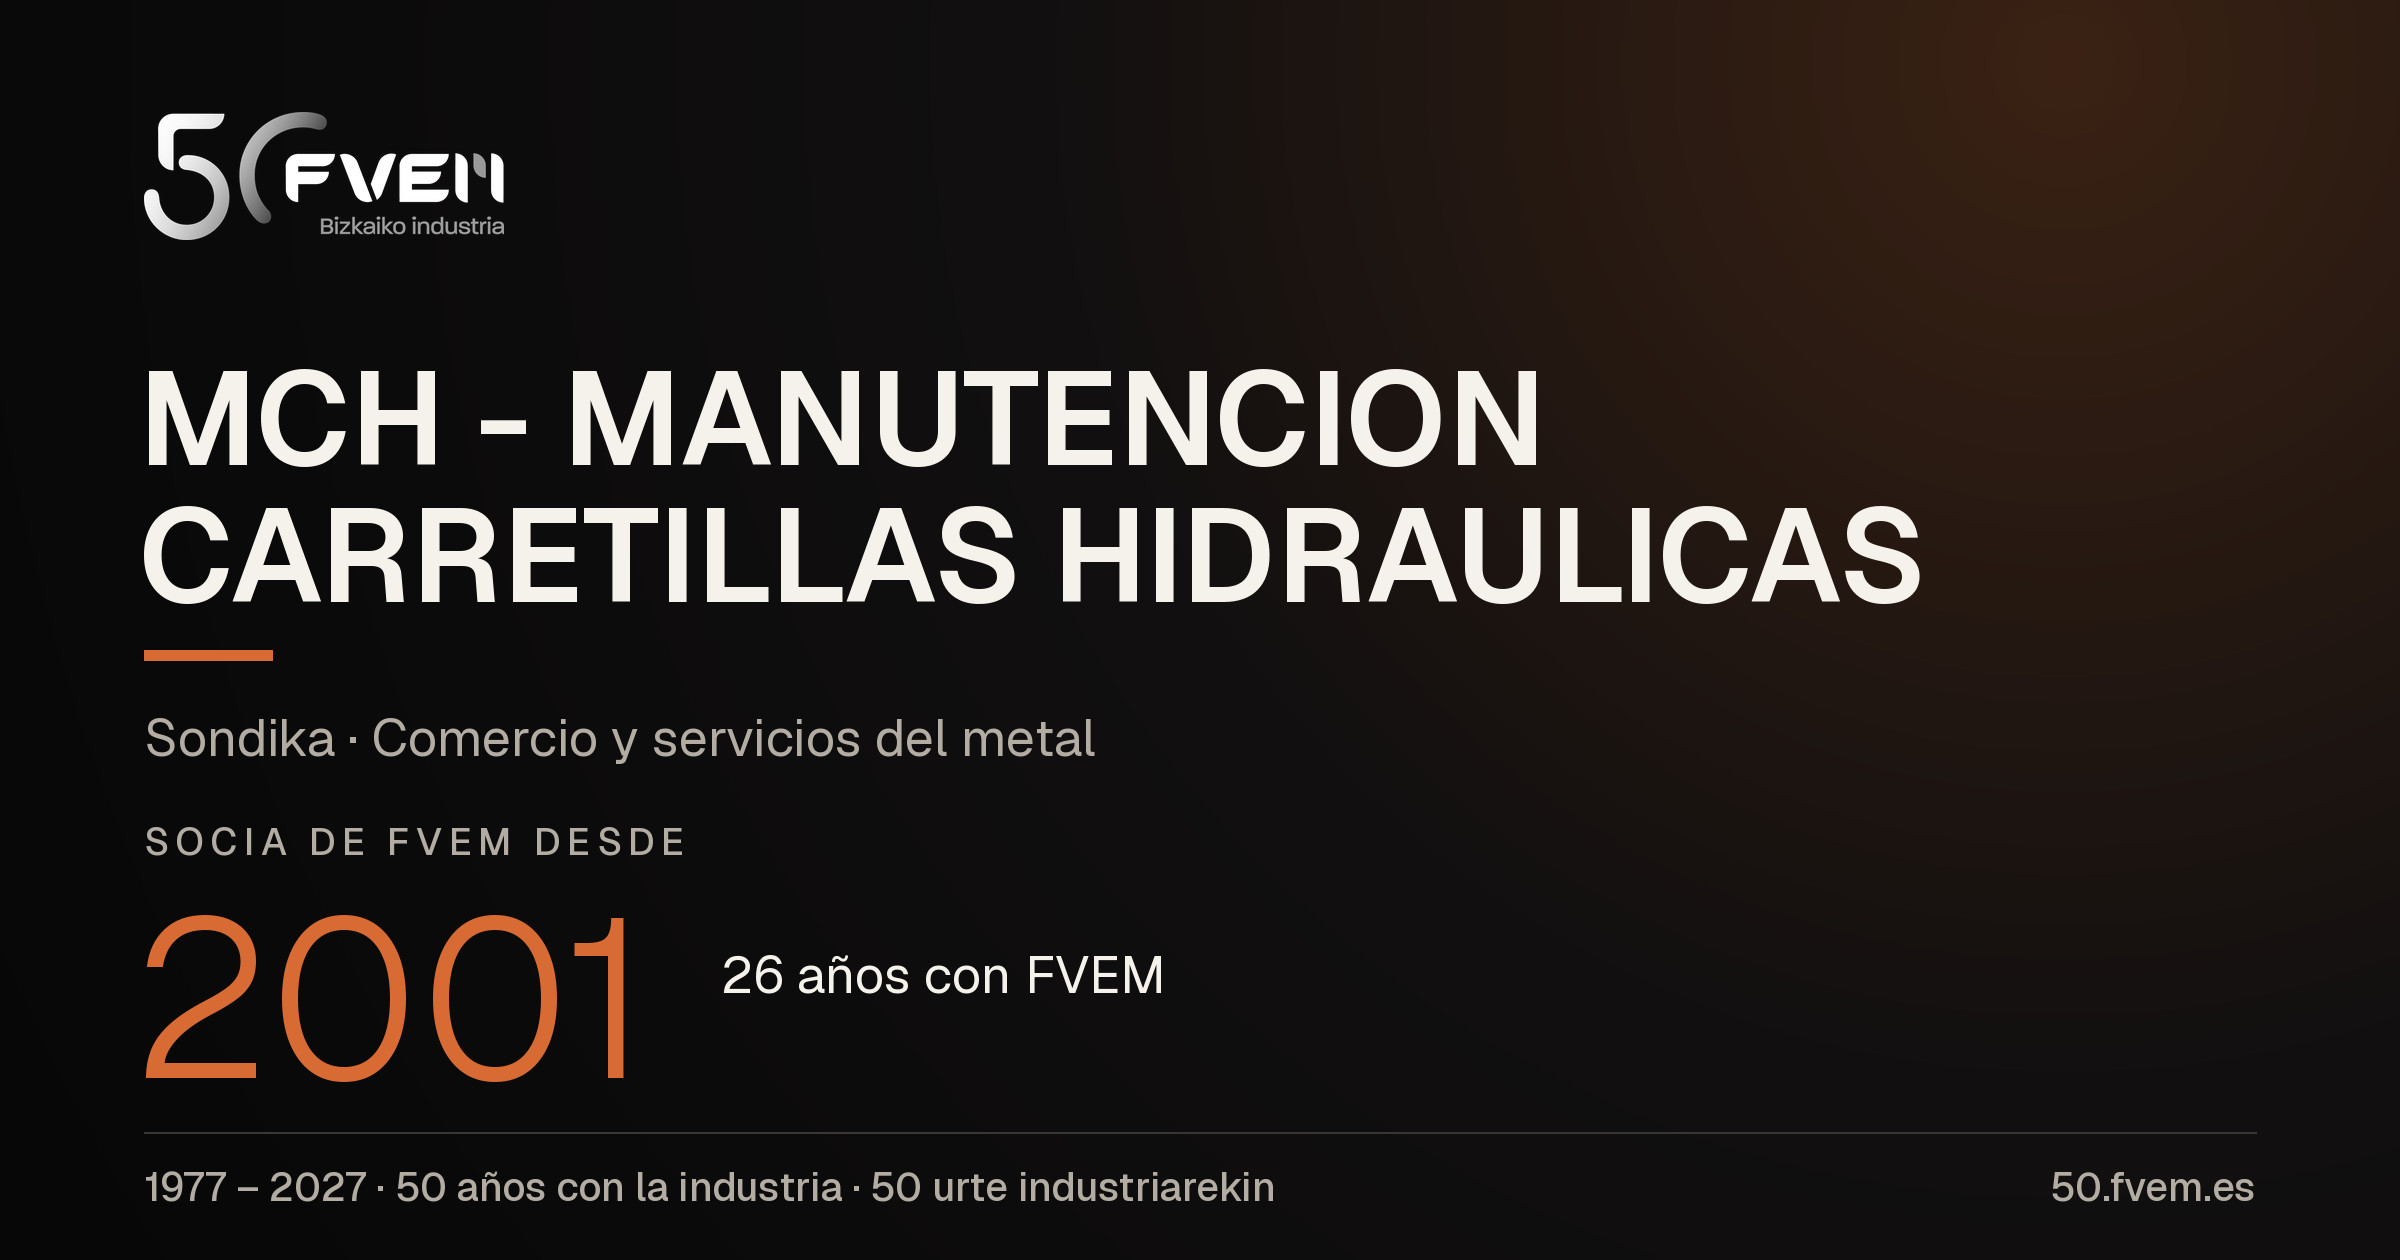 50 FVEM
Bizkaiko industria
MCH - MANUTENCION
CARRETILLAS HIDRAULICAS
Sondika · Comercio y servicios del metal
SOCIA DE FVEM DESDE
2001
26 años con FVEM
1977 – 2027 · 50 años con la industria · 50 urte industriarekin
50.fvem.es